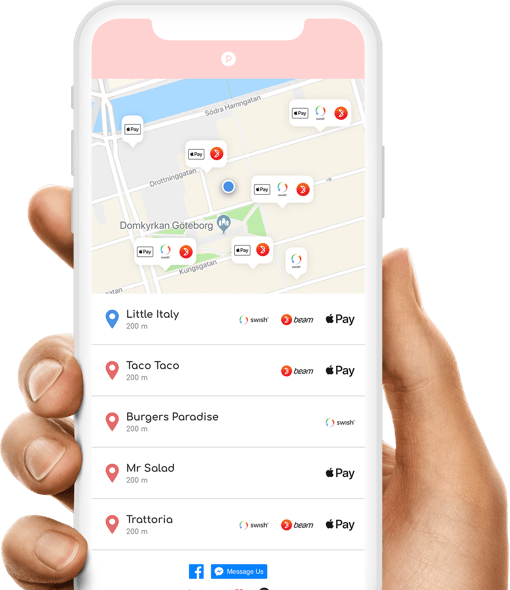 P
Södra Hamngatan
Pay swish
Pay
Pay
Drottninggatan
Pay swish
Domkyrkan Göteborg
Pay swish
Pay
swish
Kungsgatan
Little Italy
200 m
swish beam Pay
Taco Taco
200 m
beam Pay
Burgers Paradise
200 m
swish
Mr Salad
200 m
Pay
Trattoria
200 m
swish beam Pay
Message Us